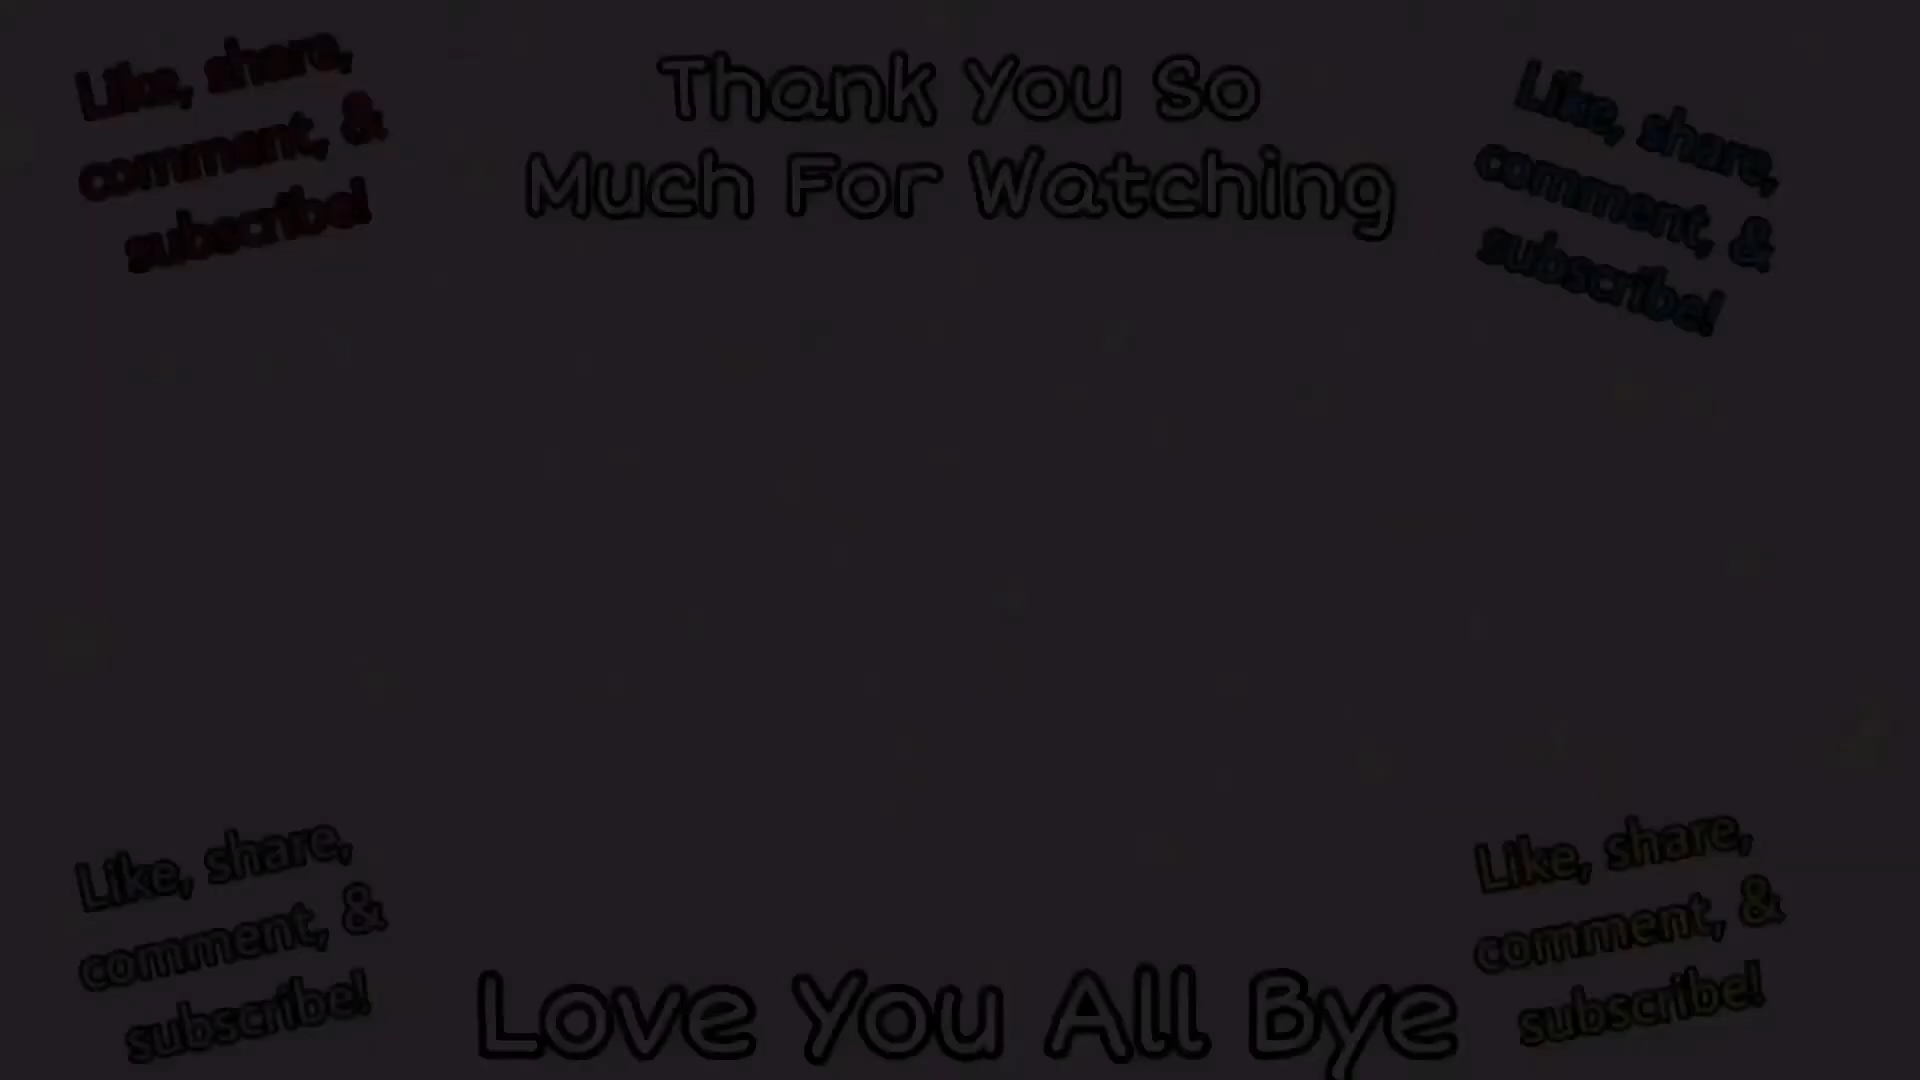 Like, share,
comment, &
subscribe!
Thank You So
Much For Watching
Like, share,
comment, &
subscribe!
Like, share,
comment, &
subscribe!
Love You All Bye
Like, share,
comment, &
subscribe!